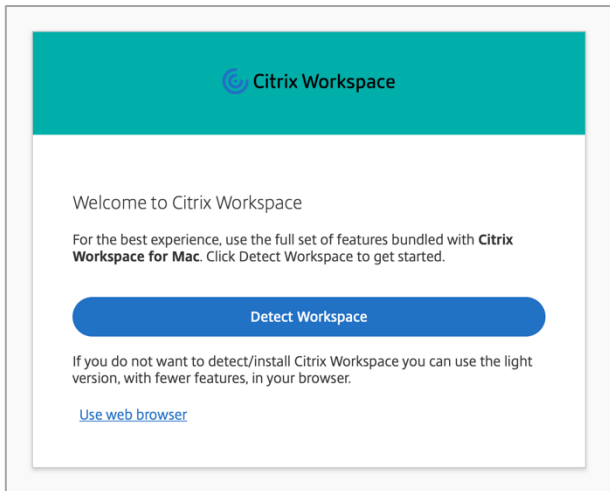 Citrix Workspace
Welcome to Citrix Workspace
For the best experience, use the full set of features bundled with Citrix
Workspace for Mac. Click Detect Workspace to get started.
Detect Workspace
If you do not want to detect/install Citrix Workspace you can use the light
version, with fewer features, in your browser.
Use web browser